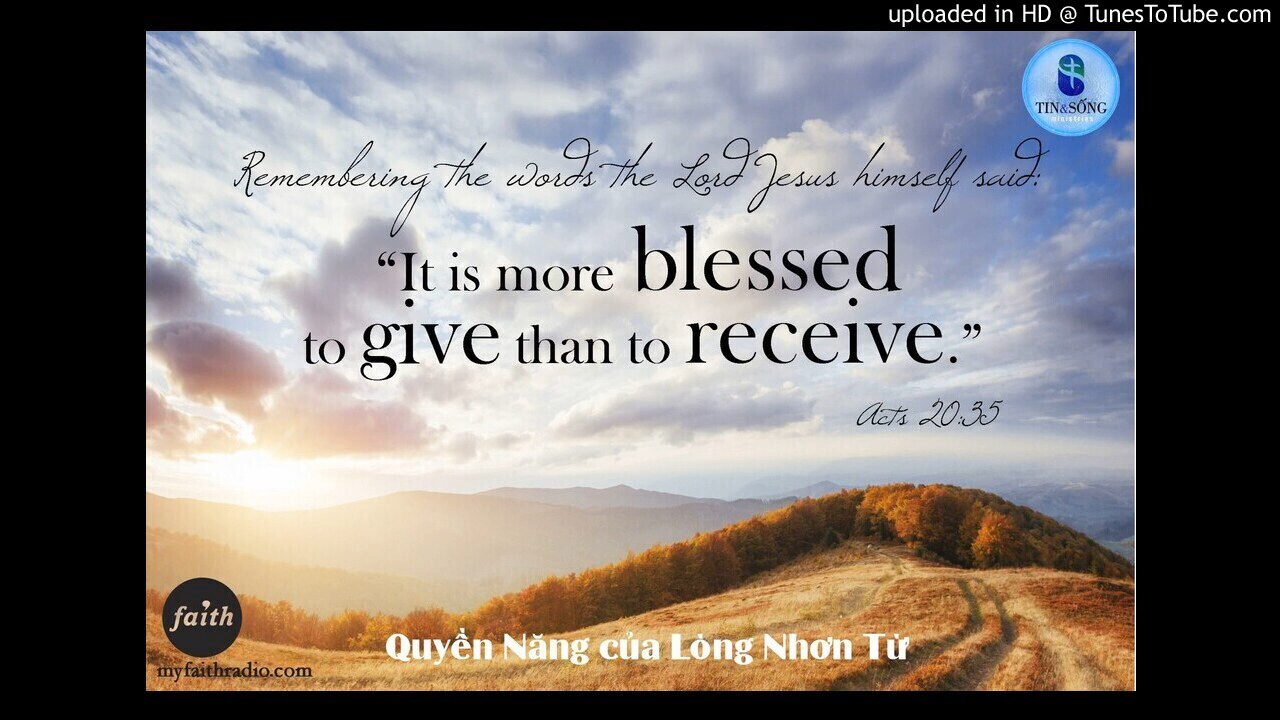 uploaded in HD @ TunesToTube.com
TIN&SỐNG
ministries
Remembering the words the Lord Jesus himself said:
“It is more blessed
to give than to receive.”
Acts 20:35
faith
myfaithradio.com
Quyền Năng của Lòng Nhơn Từ